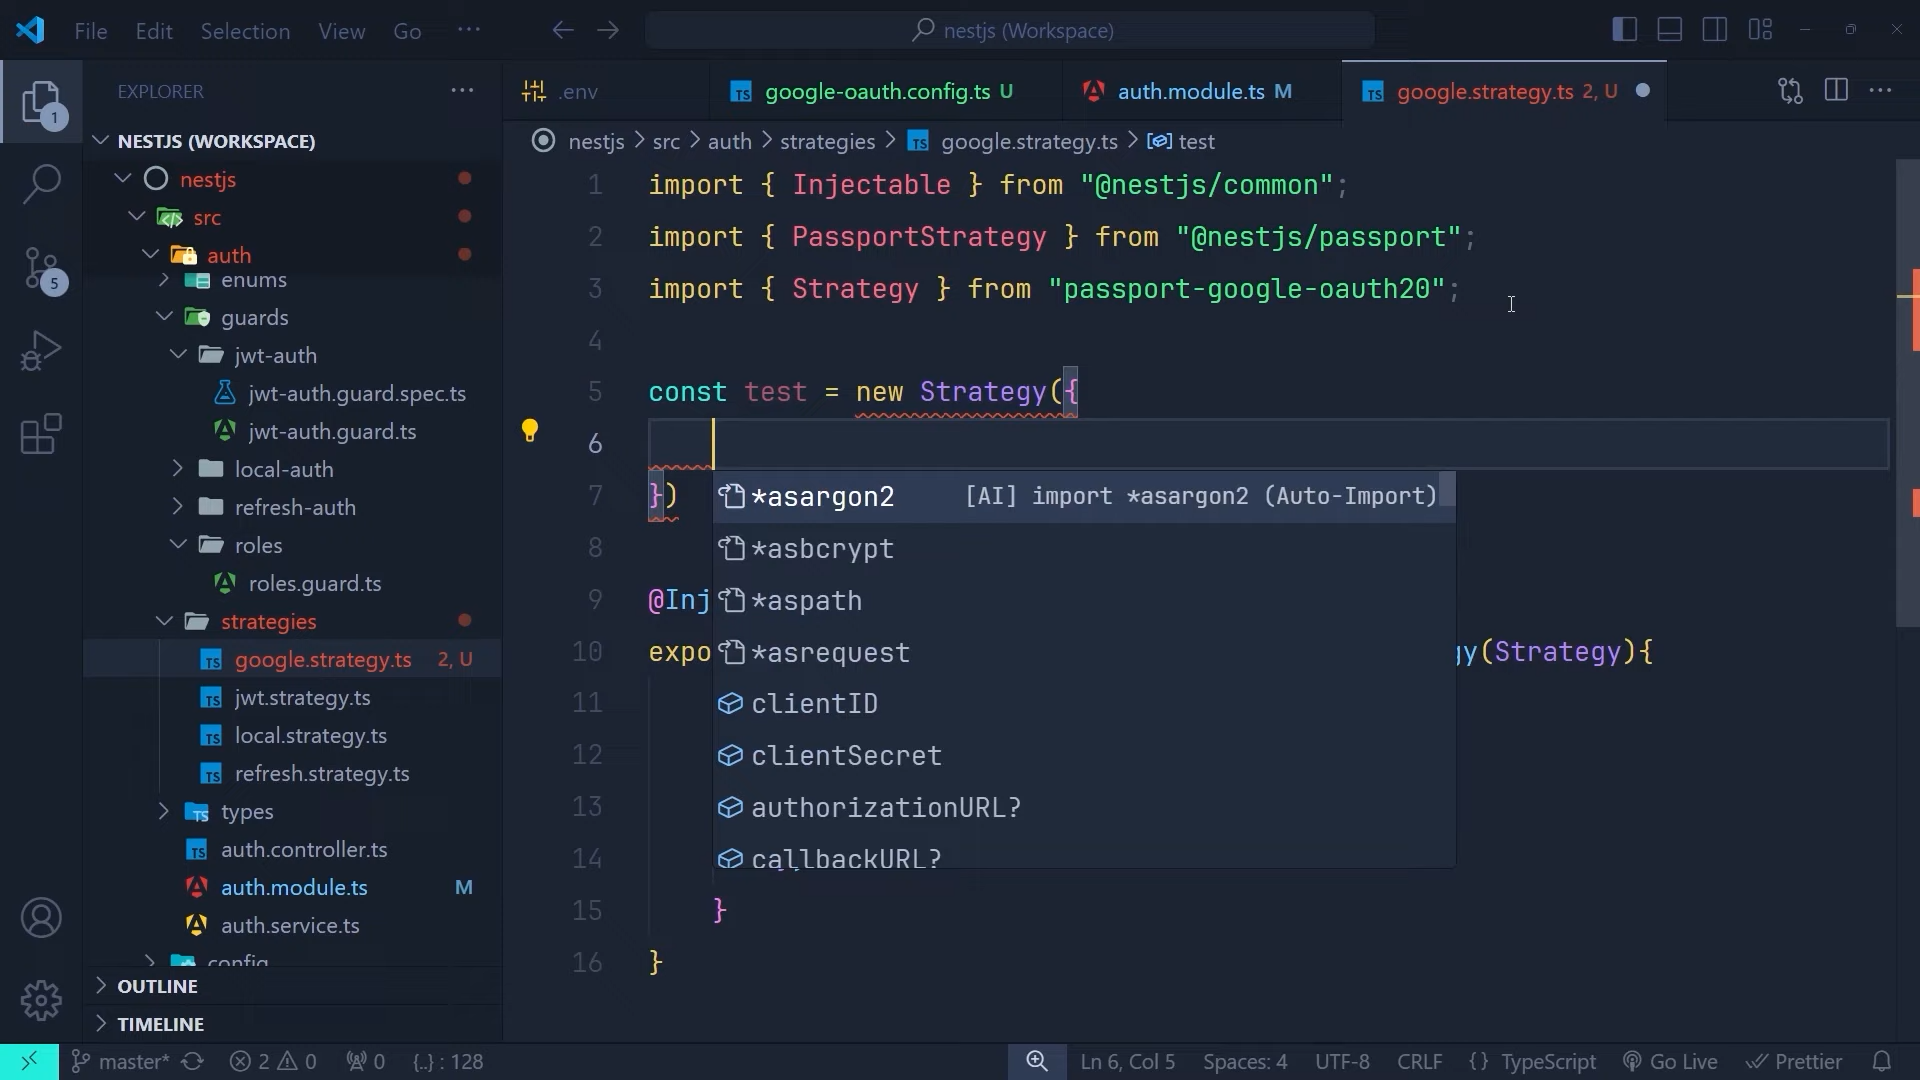 File Edit Selection View Go ··· nestjs (Workspace)
EXPLORER ···
NESTJS (WORKSPACE)
nestjs
src
auth
enums
guards
jwt-auth
jwt-auth.guard.spec.ts
jwt-auth.guard.ts
local-auth
refresh-auth
roles
roles.guard.ts
strategies
google.strategy.ts 2, U
jwt.strategy.ts
local.strategy.ts
refresh.strategy.ts
types
auth.controller.ts
auth.module.ts M
auth.service.ts
config
OUTLINE
TIMELINE
1
5
.env google-oauth.config.ts U auth.module.ts M google.strategy.ts 2, U
nestjs > src > auth > strategies > google.strategy.ts > test
1 import { Injectable } from "@nestjs/common";
2 import { PassportStrategy } from "@nestjs/passport";
3 import { Strategy } from "passport-google-oauth20";
4
5 const test = new Strategy({
6
7 })
8
9 @Inj
10 expo gy(Strategy){
11
12
13
14
15 }
16 }
*asargon2 [AI] import *asargon2 (Auto-Import)
*asbcrypt
*aspath
*asrequest
clientID
clientSecret
authorizationURL?
callbackURL?
master* 2 0 0 {..} : 128 Ln 6, Col 5 Spaces: 4 UTF-8 CRLF {} TypeScript Go Live Prettier